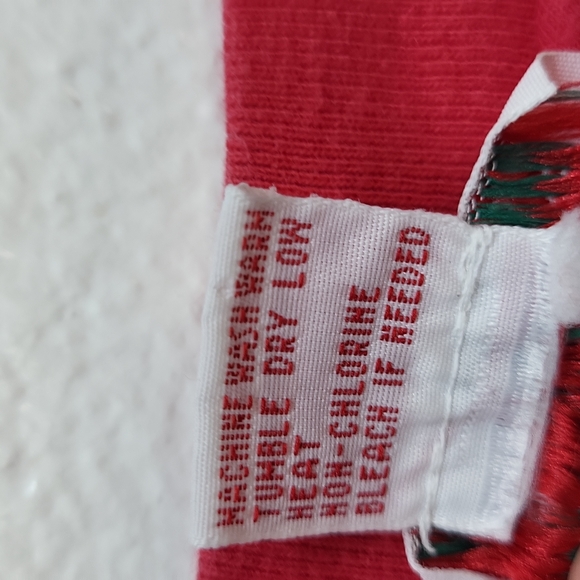 MACHINE WASH WARM
TUMBLE DRY LOW
HEAT
NON-CHLORINE
BLEACH IF NEEDED